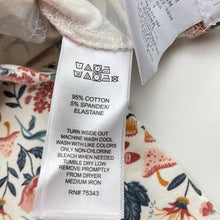 95% COTTON
5% SPANDEX/
ELASTANE
TURN INSIDE OUT
MACHINE WASH COOL
WASH WITH LIKE COLORS
ONLY NON-CHLORINE
BLEACH WHEN NEEDED
TUMBLE DRY LOW
REMOVE PROMPTLY
FROM DRYER
MEDIUM IRON
RN# 75343